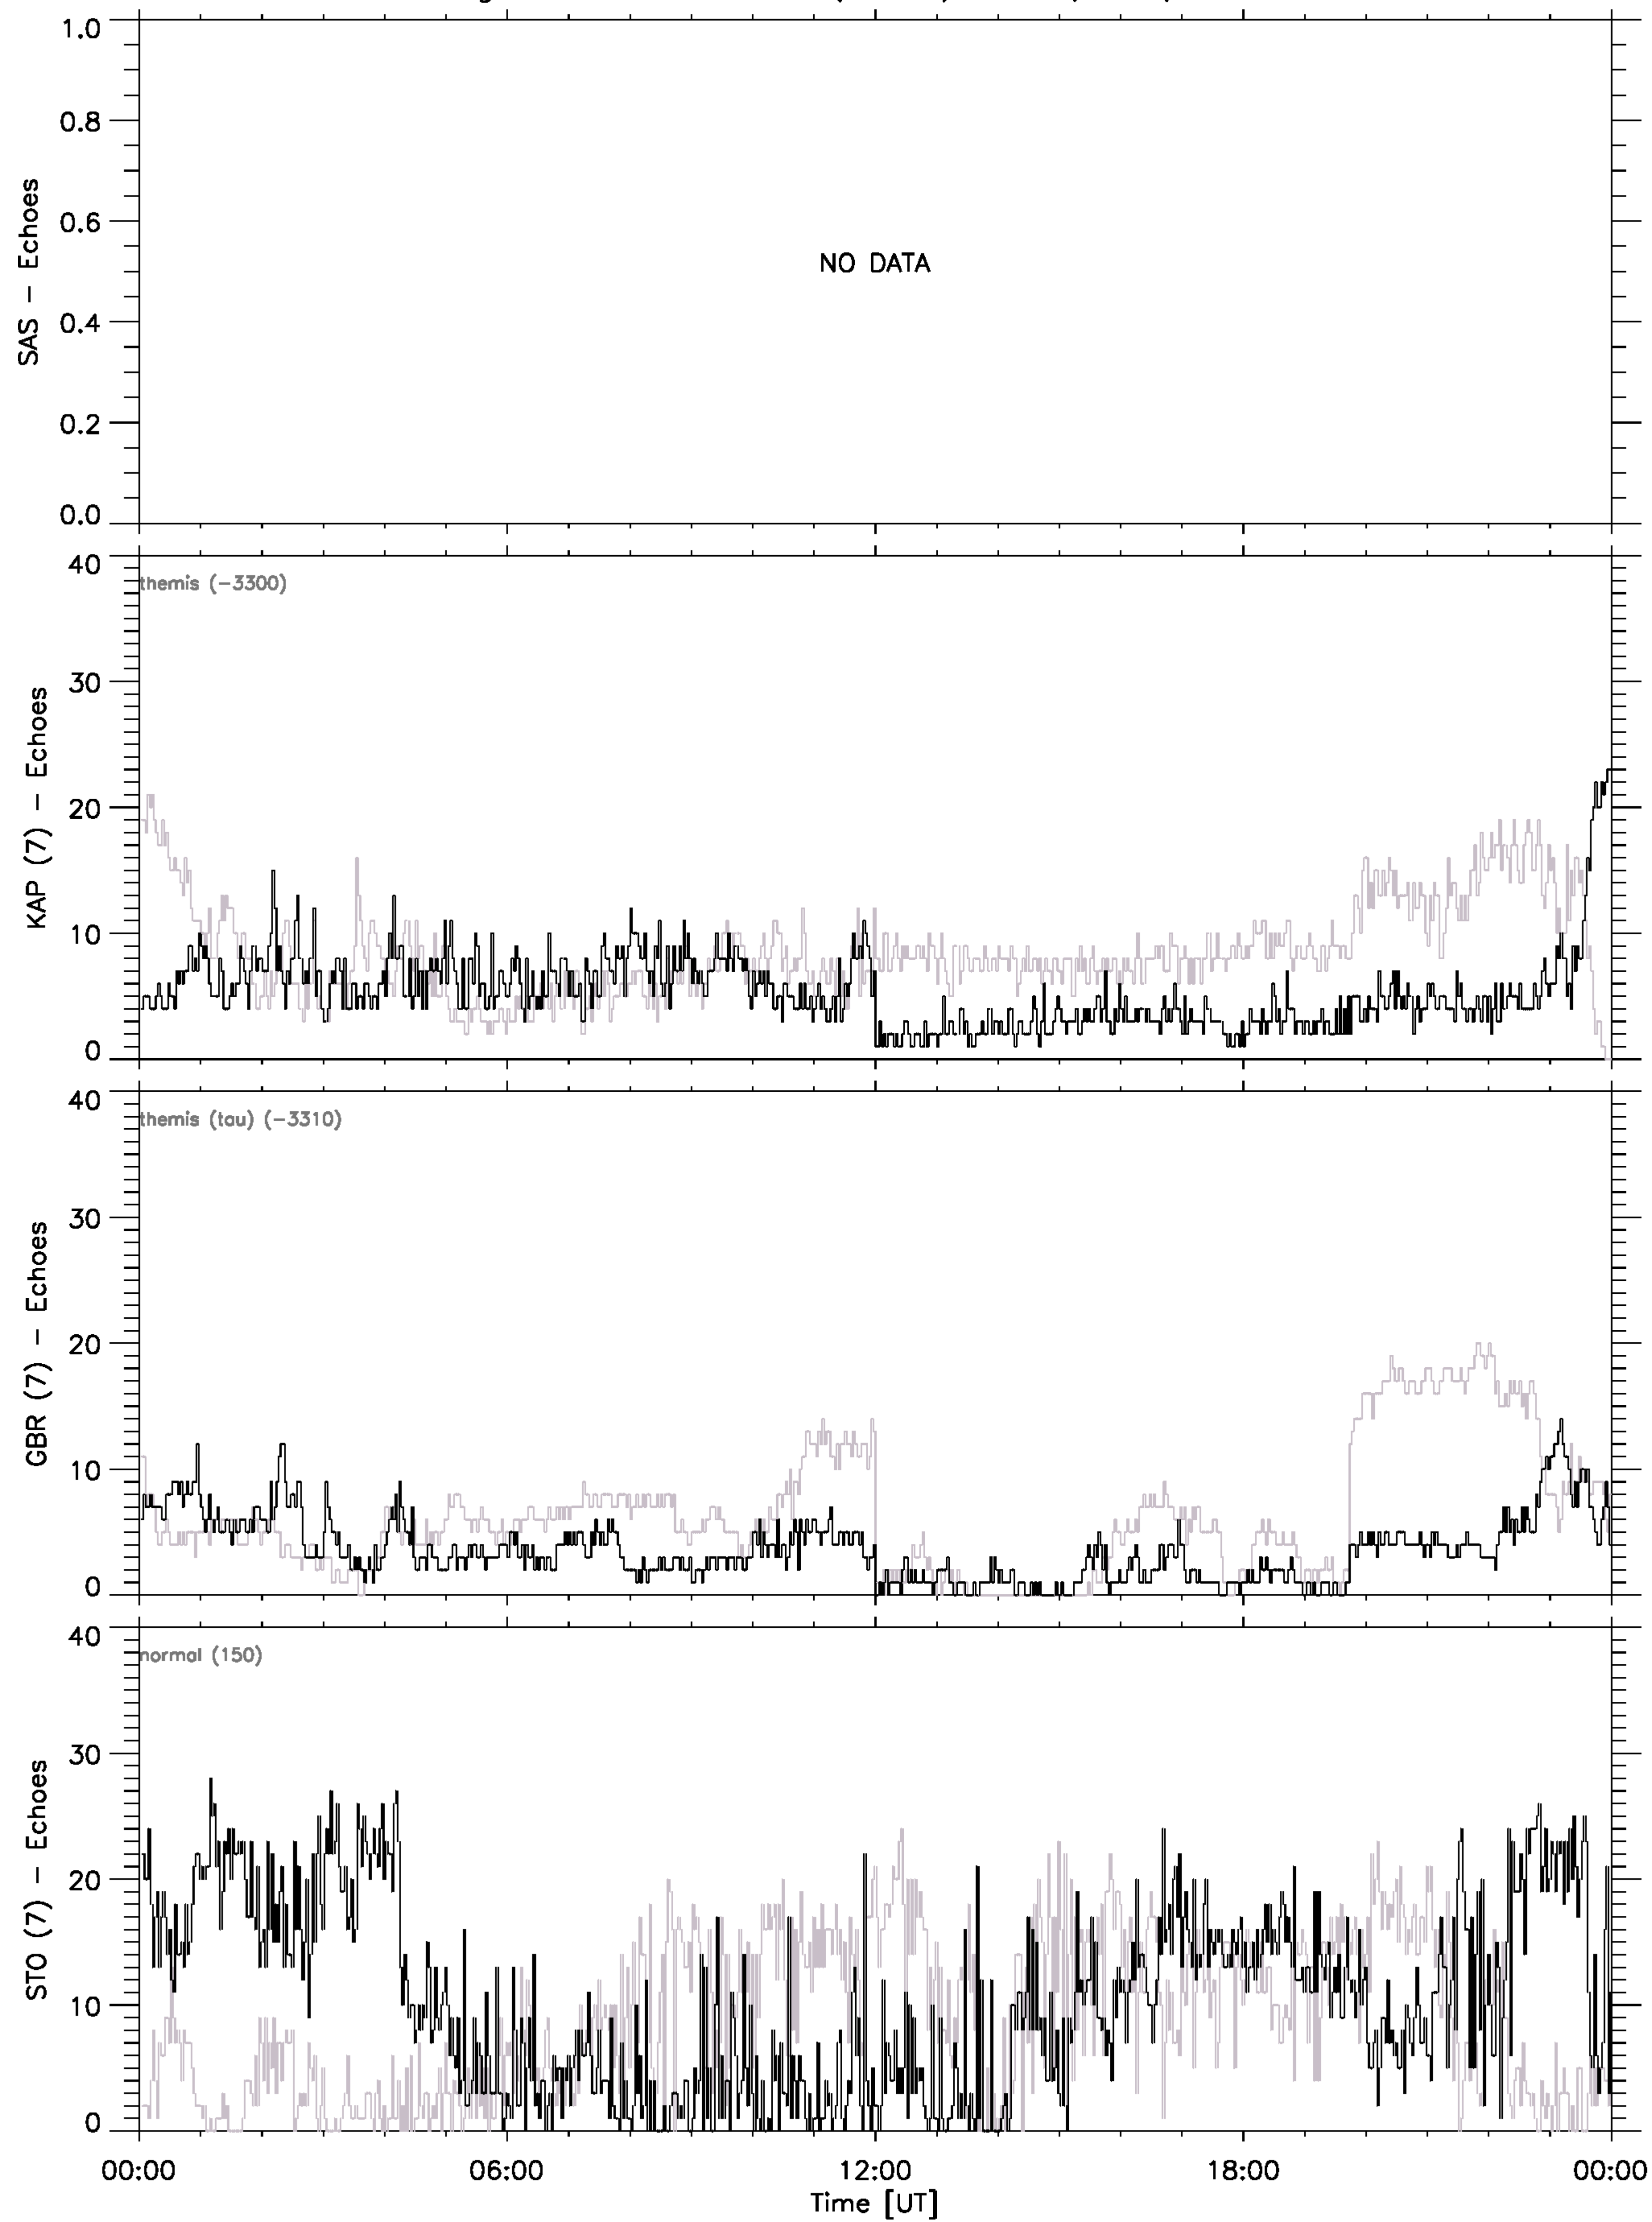 1.0
0.8
0.6
0.4
0.2
0.0
SAS – Echoes
NO DATA
40
30
20
10
0
KAP (7) – Echoes
themis (−3300)
40
30
20
10
0
GBR (7) – Echoes
themis (tau) (−3310)
40
30
20
10
0
STO (7) – Echoes
normal (150)
00:00 06:00 12:00 18:00 00:00
Time [UT]